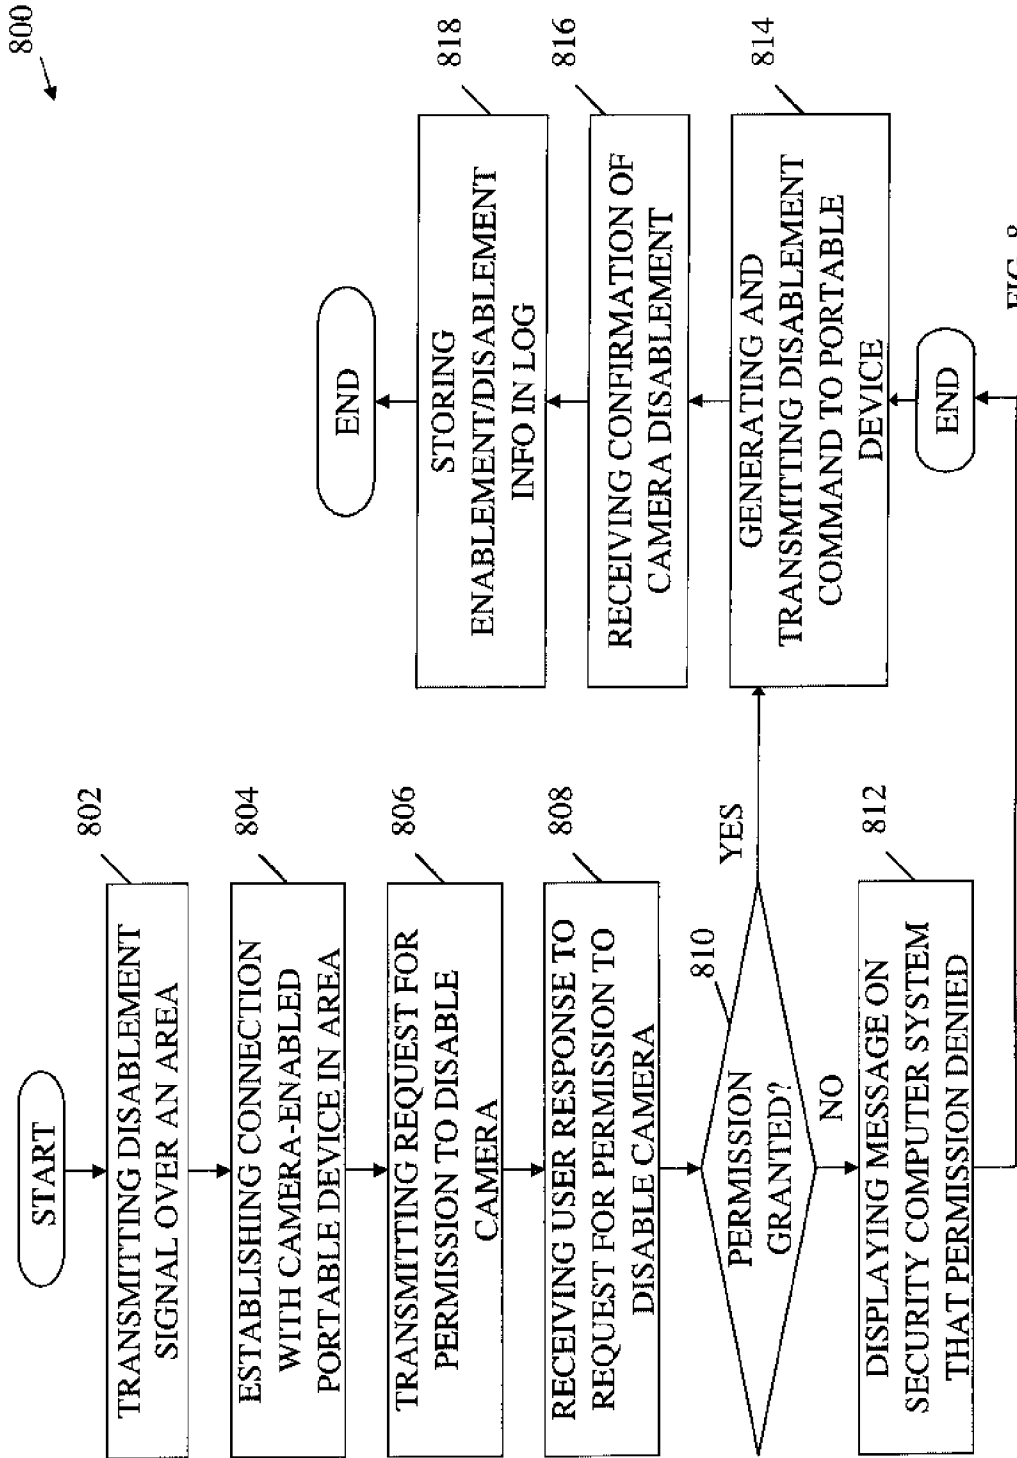 800
START
TRANSMITTING DISABLEMENT
SIGNAL OVER AN AREA
802
ESTABLISHING CONNECTION
WITH CAMERA-ENABLED
PORTABLE DEVICE IN AREA
804
TRANSMITTING REQUEST FOR
PERMISSION TO DISABLE
CAMERA
806
RECEIVING USER RESPONSE TO
REQUEST FOR PERMISSION TO
DISABLE CAMERA
808
PERMISSION
GRANTED?
810
YES
NO
DISPLAYING MESSAGE ON
SECURITY COMPUTER SYSTEM
THAT PERMISSION DENIED
812
END
STORING
ENABLEMENT/DISABLEMENT
INFO IN LOG
818
RECEIVING CONFIRMATION OF
CAMERA DISABLEMENT
816
GENERATING AND
TRANSMITTING DISABLEMENT
COMMAND TO PORTABLE
DEVICE
814
END